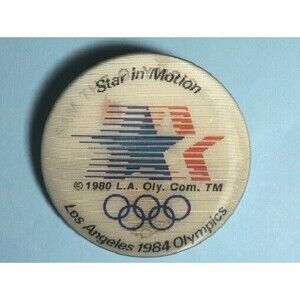 Star in Motion
© 1980 L.A. Oly. Com. TM
Los Angeles 1984 Olympics